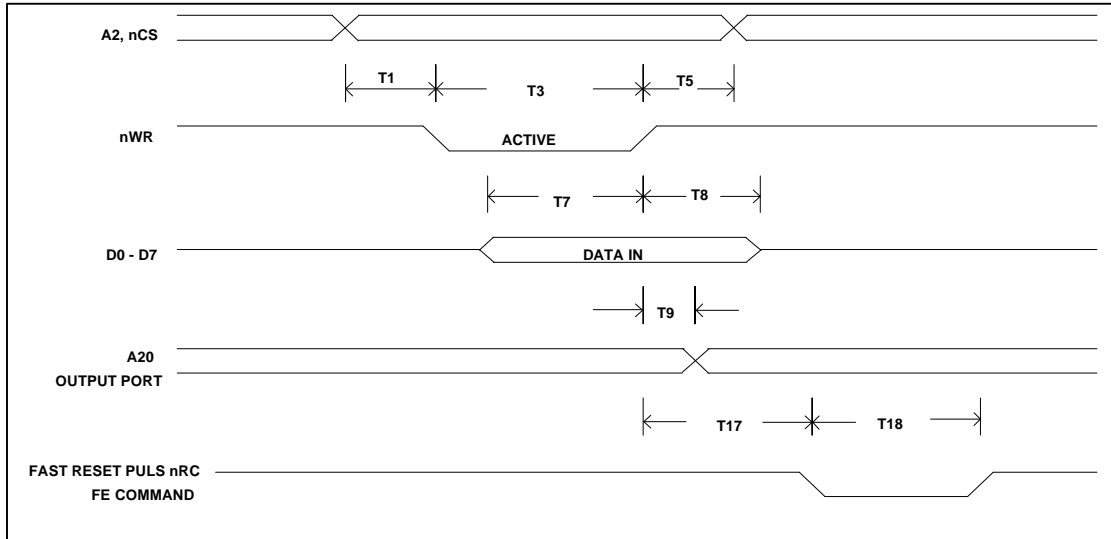 A2, nCS
T1
T3
T5
nWR
ACTIVE
T7
T8
D0 - D7
DATA IN
T9
A20
OUTPUT PORT
T17
T18
FAST RESET PULS nRC
FE COMMAND